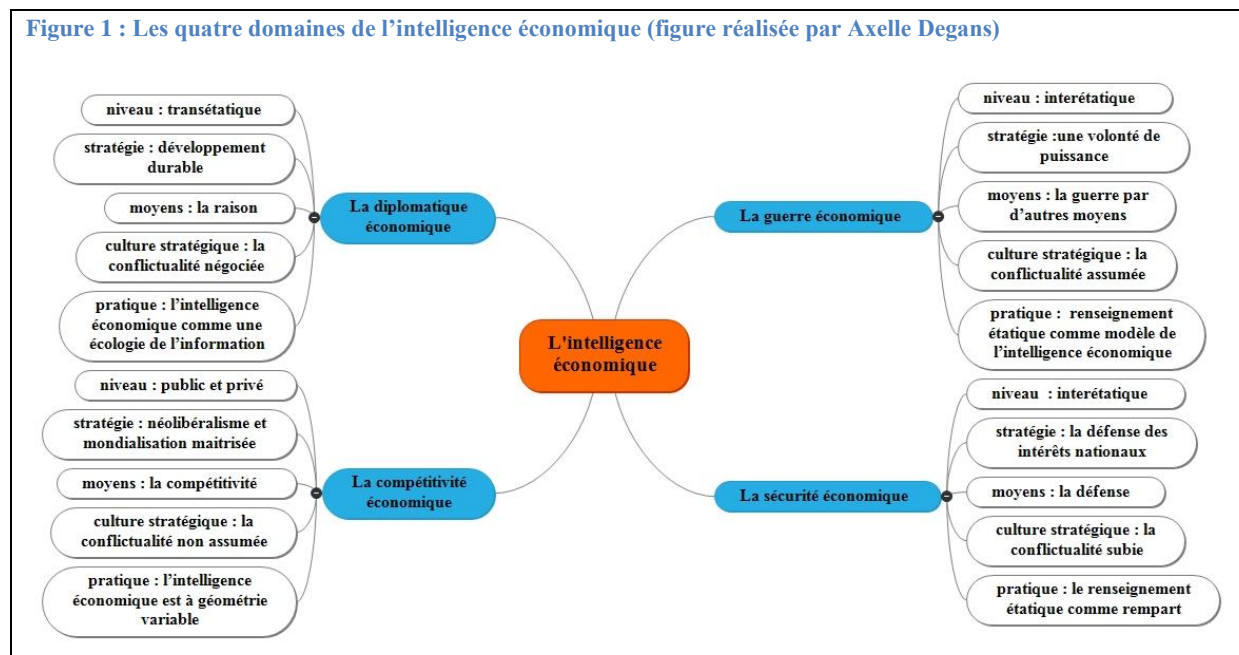 Figure 1 : Les quatre domaines de l’intelligence économique (figure réalisée par Axelle Degans)
niveau : transétatique
stratégie : développement
durable
moyens : la raison
culture stratégique : la
conflictualité négociée
pratique : l’intelligence
économique comme une
écologie de l’information
La diplomatique
économique
niveau : public et privé
stratégie : néolibéralisme et
mondialisation maitrisée
moyens : la compétitivité
culture stratégique : la
conflictualité non assumée
pratique : l’intelligence
économique est à géométrie
variable
La compétitivité
économique
L'intelligence
économique
La guerre économique
niveau : interétatique
stratégie :une volonté de
puissance
moyens : la guerre par
d’autres moyens
culture stratégique : la
conflictualité assumée
pratique : renseignement
étatique comme modèle de
l’intelligence économique
La sécurité économique
niveau : interétatique
stratégie : la défense des
intérêts nationaux
moyens : la défense
culture stratégique : la
conflictualité subie
pratique : le renseignement
étatique comme rempart